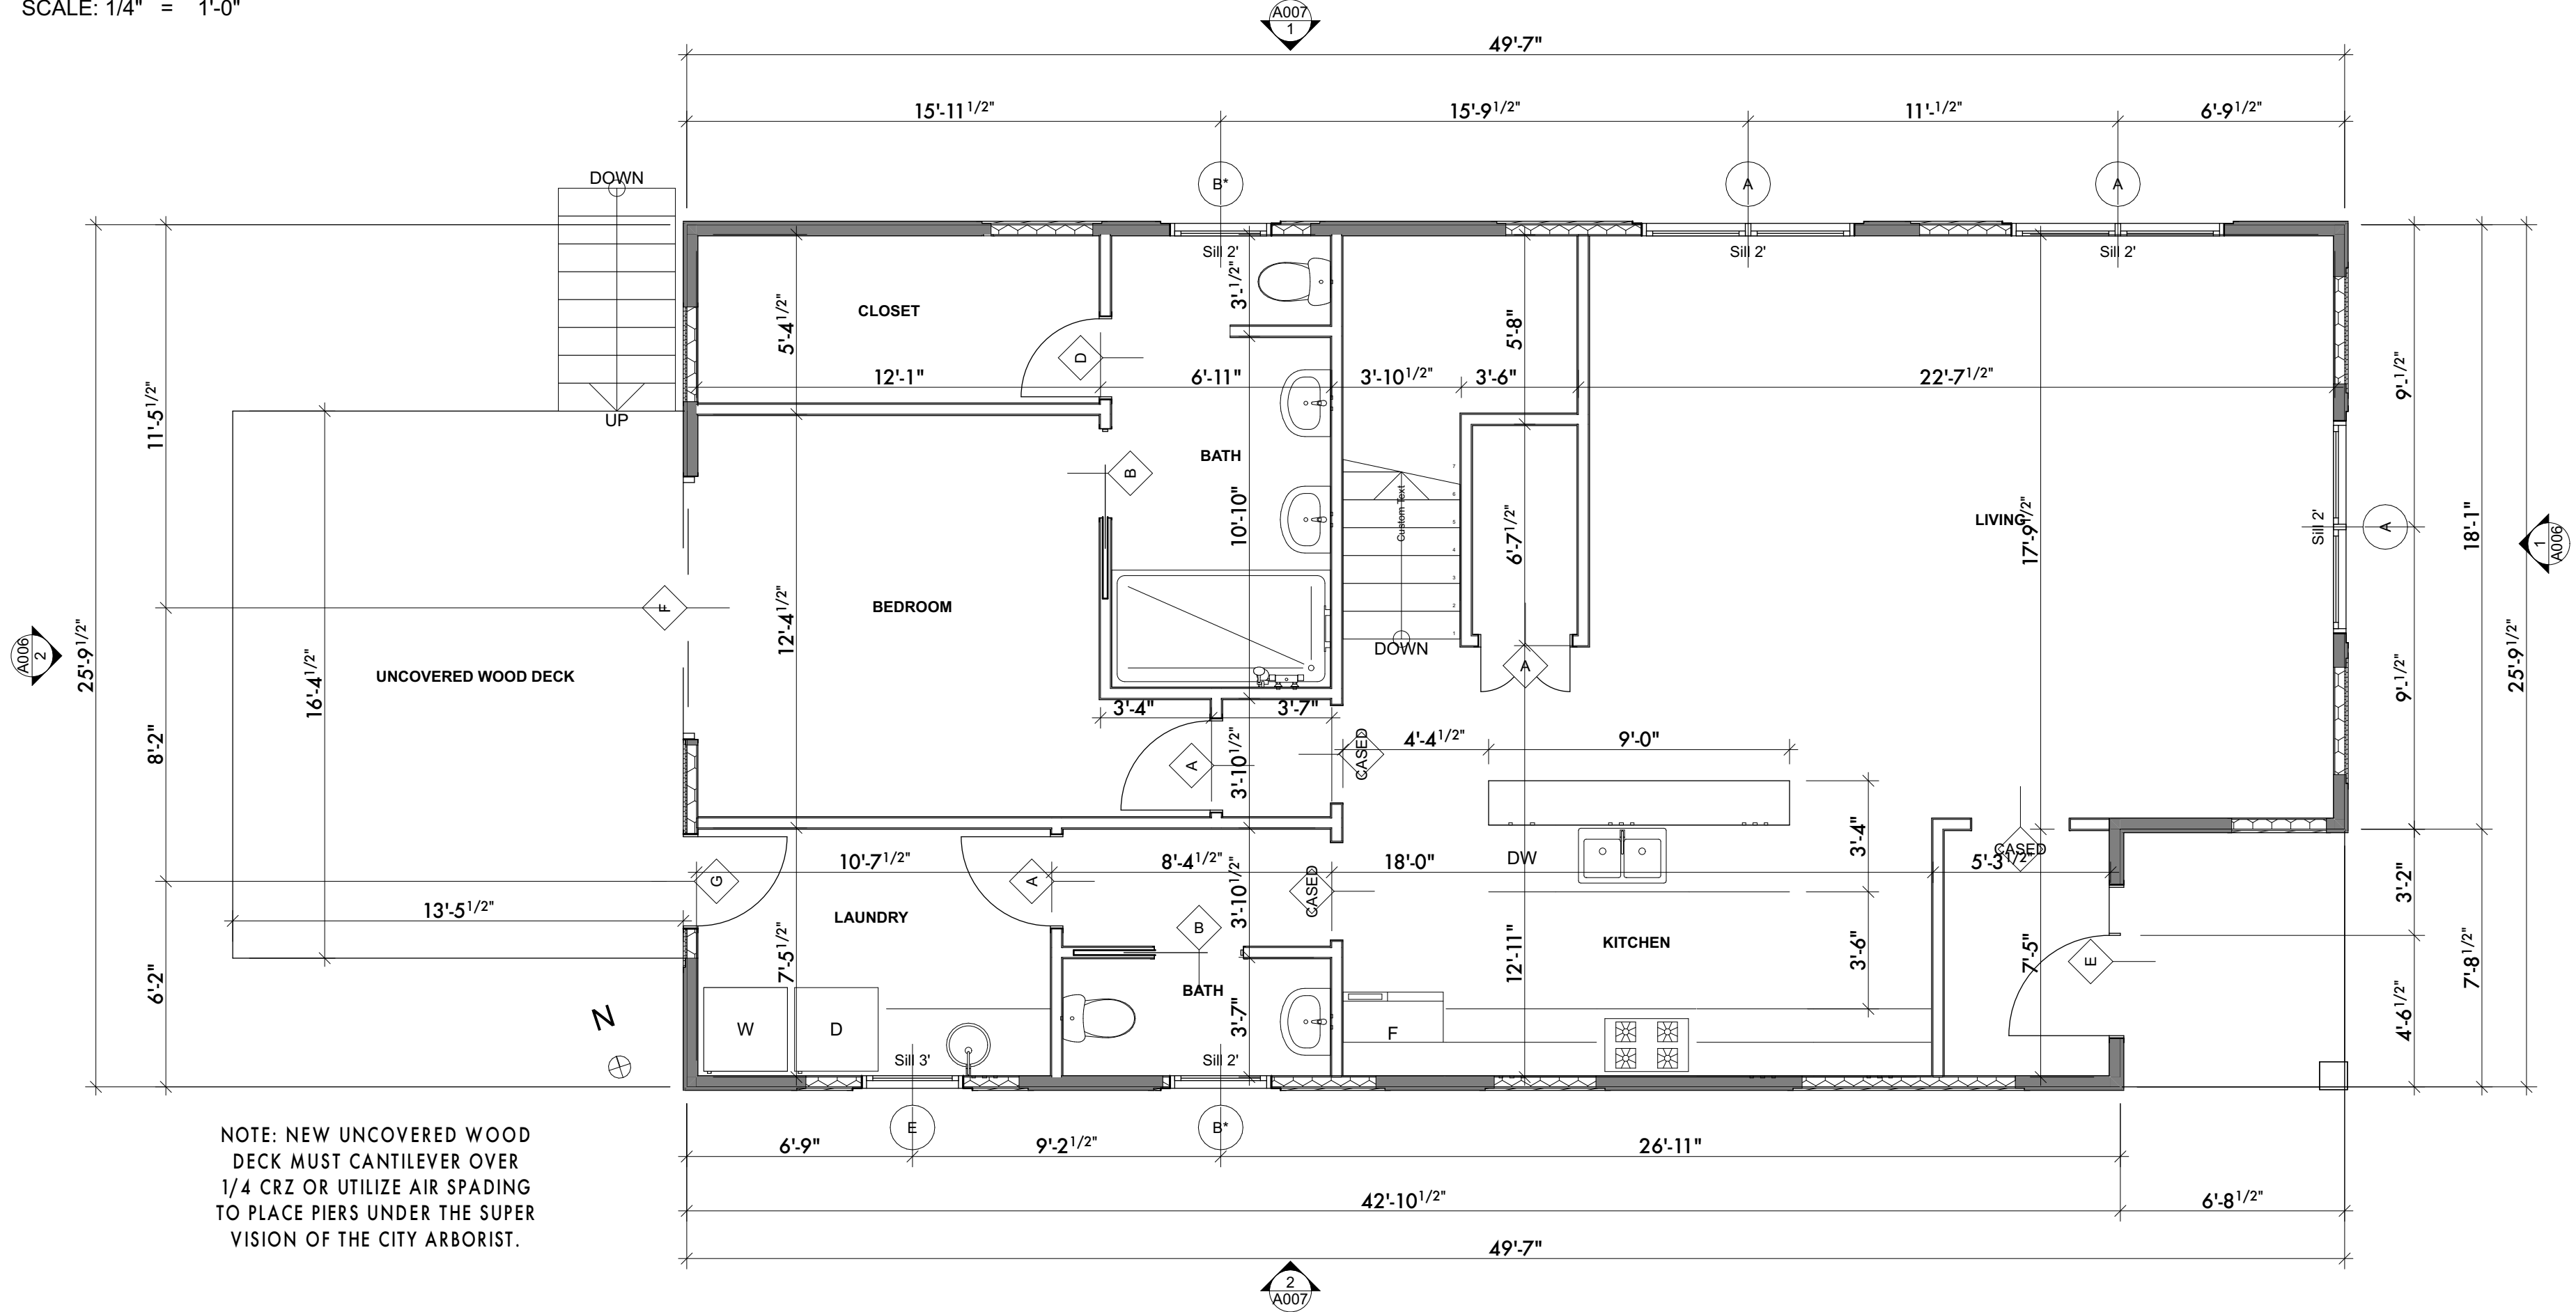 SCALE: 1/4" = 1'-0"
A007
1
49'-7"
15'-11 1/2"
15'-9 1/2"
11'-1/2"
6'-9 1/2"
B*
A
A
DOWN
Sill 2'
Sill 2'
Sill 2'
CLOSET
5'-4 1/2"
3'-1/2"
5'-8"
D
12'-1"
6'-11"
3'-10 1/2"
3'-6"
22'-7 1/2"
9'-1/2"
11'-5 1/2"
UP
B
BATH
10'-10"
7
6
5
4
3
2
1
Custom Text
6'-7 1/2"
LIVING
17'-9 1/2"
Sill 2'
A
18'-1"
1
A006
BEDROOM
12'-4 1/2"
F
DOWN
A
A006
2
25'-9 1/2"
16'-4 1/2"
UNCOVERED WOOD DECK
25'-9 1/2"
9'-1/2"
3'-4"
3'-7"
8'-2"
A
3'-10 1/2"
CASED
4'-4 1/2"
9'-0"
3'-4"
CASED
10'-7 1/2"
8'-4 1/2"
18'-0"
DW
5'-3 1/2"
G
A
3'-10 1/2"
CASED
3'-2"
13'-5 1/2"
LAUNDRY
B
KITCHEN
3'-6"
12'-11"
7'-5 1/2"
7'-5"
E
7'-8 1/2"
6'-2"
BATH
3'-7"
4'-6 1/2"
N
W
D
F
Sill 3'
Sill 2'
E
B*
NOTE: NEW UNCOVERED WOOD
DECK MUST CANTILEVER OVER
1/4 CRZ OR UTILIZE AIR SPADING
TO PLACE PIERS UNDER THE SUPER
VISION OF THE CITY ARBORIST.
6'-9"
9'-2 1/2"
26'-11"
42'-10 1/2"
6'-8 1/2"
49'-7"
2
A007